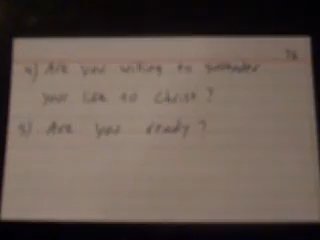 4) Are you willing to surrender
your life to Christ?
5) Are you ready?